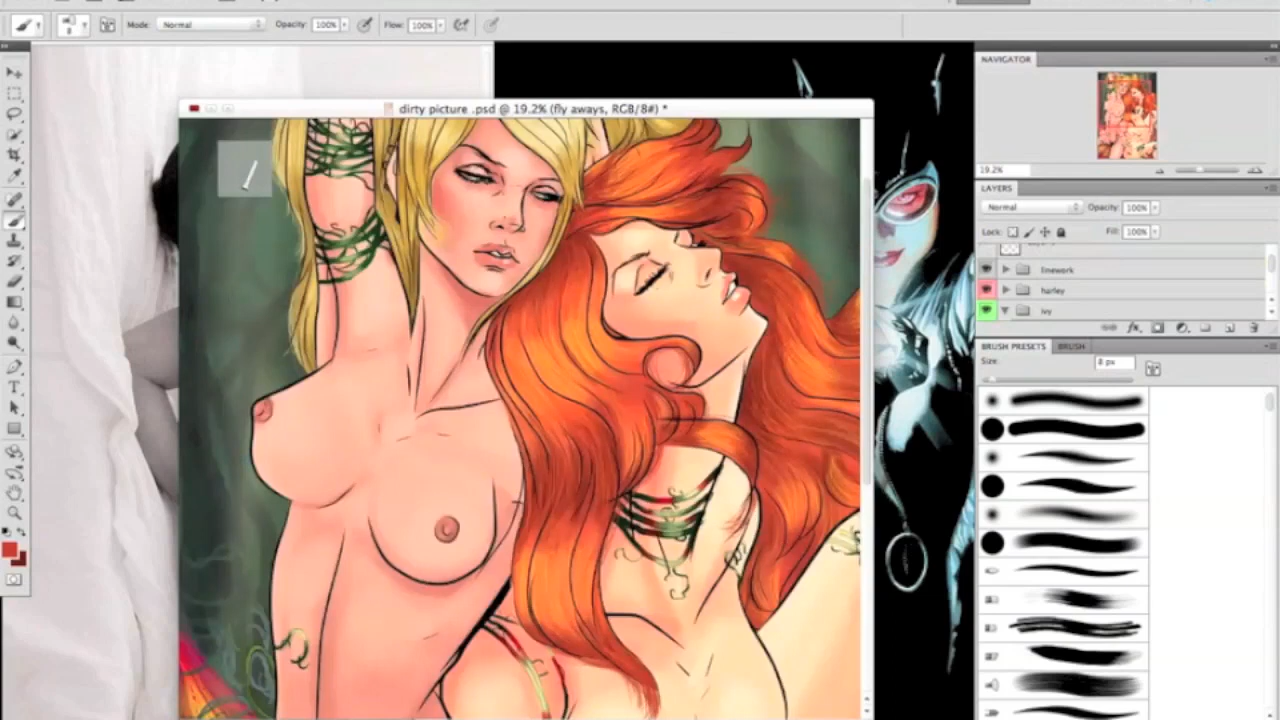 Mode: Normal Opacity: 100% Flow: 100%
dirty picture .psd @ 19.2% (fly aways, RGB/8#) *
NAVIGATOR
19.2%
LAYERS
Normal Opacity: 100%
Lock: Fill: 100%
linework
harley
ivy
BRUSH PRESETS BRUSH
Size: 8 px